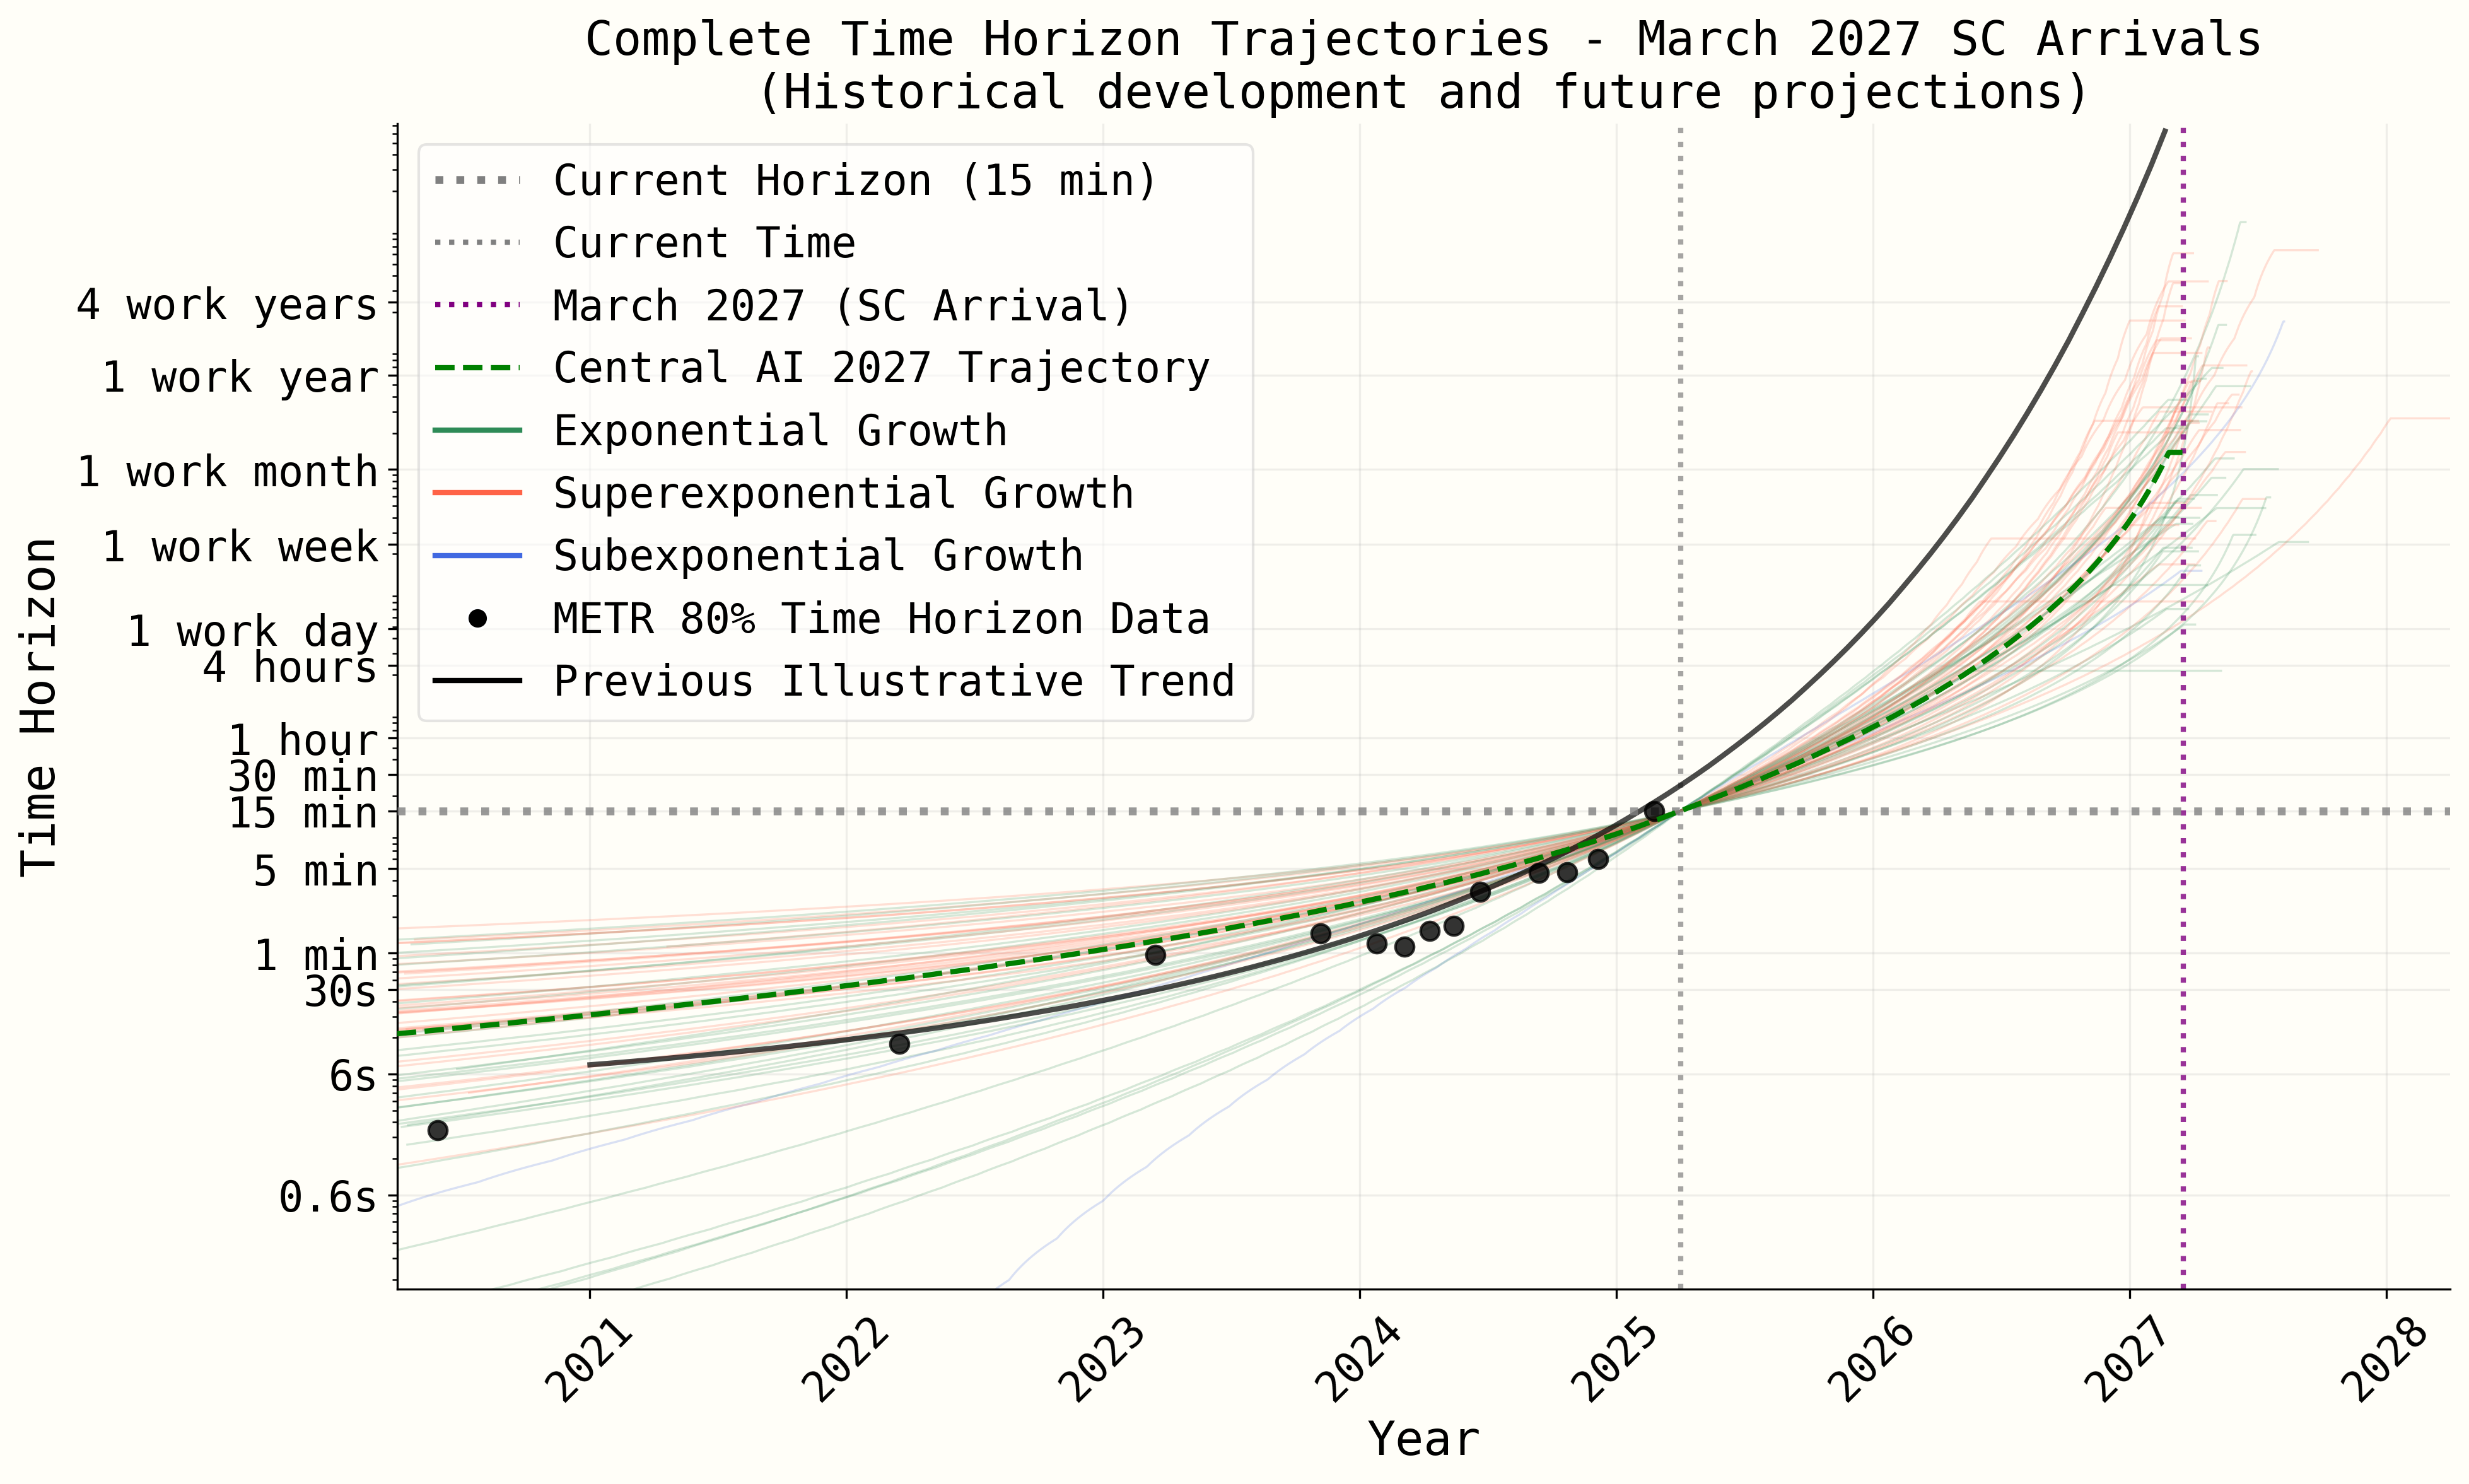 Complete Time Horizon Trajectories - March 2027 SC Arrivals
(Historical development and future projections)
Current Horizon (15 min)
Current Time
March 2027 (SC Arrival)
Central AI 2027 Trajectory
Exponential Growth
Superexponential Growth
Subexponential Growth
METR 80% Time Horizon Data
Previous Illustrative Trend
Time Horizon
4 work years
1 work year
1 work month
1 work week
1 work day
4 hours
1 hour
30 min
15 min
5 min
1 min
30s
6s
0.6s
2021
2022
2023
2024
2025
2026
2027
2028
Year